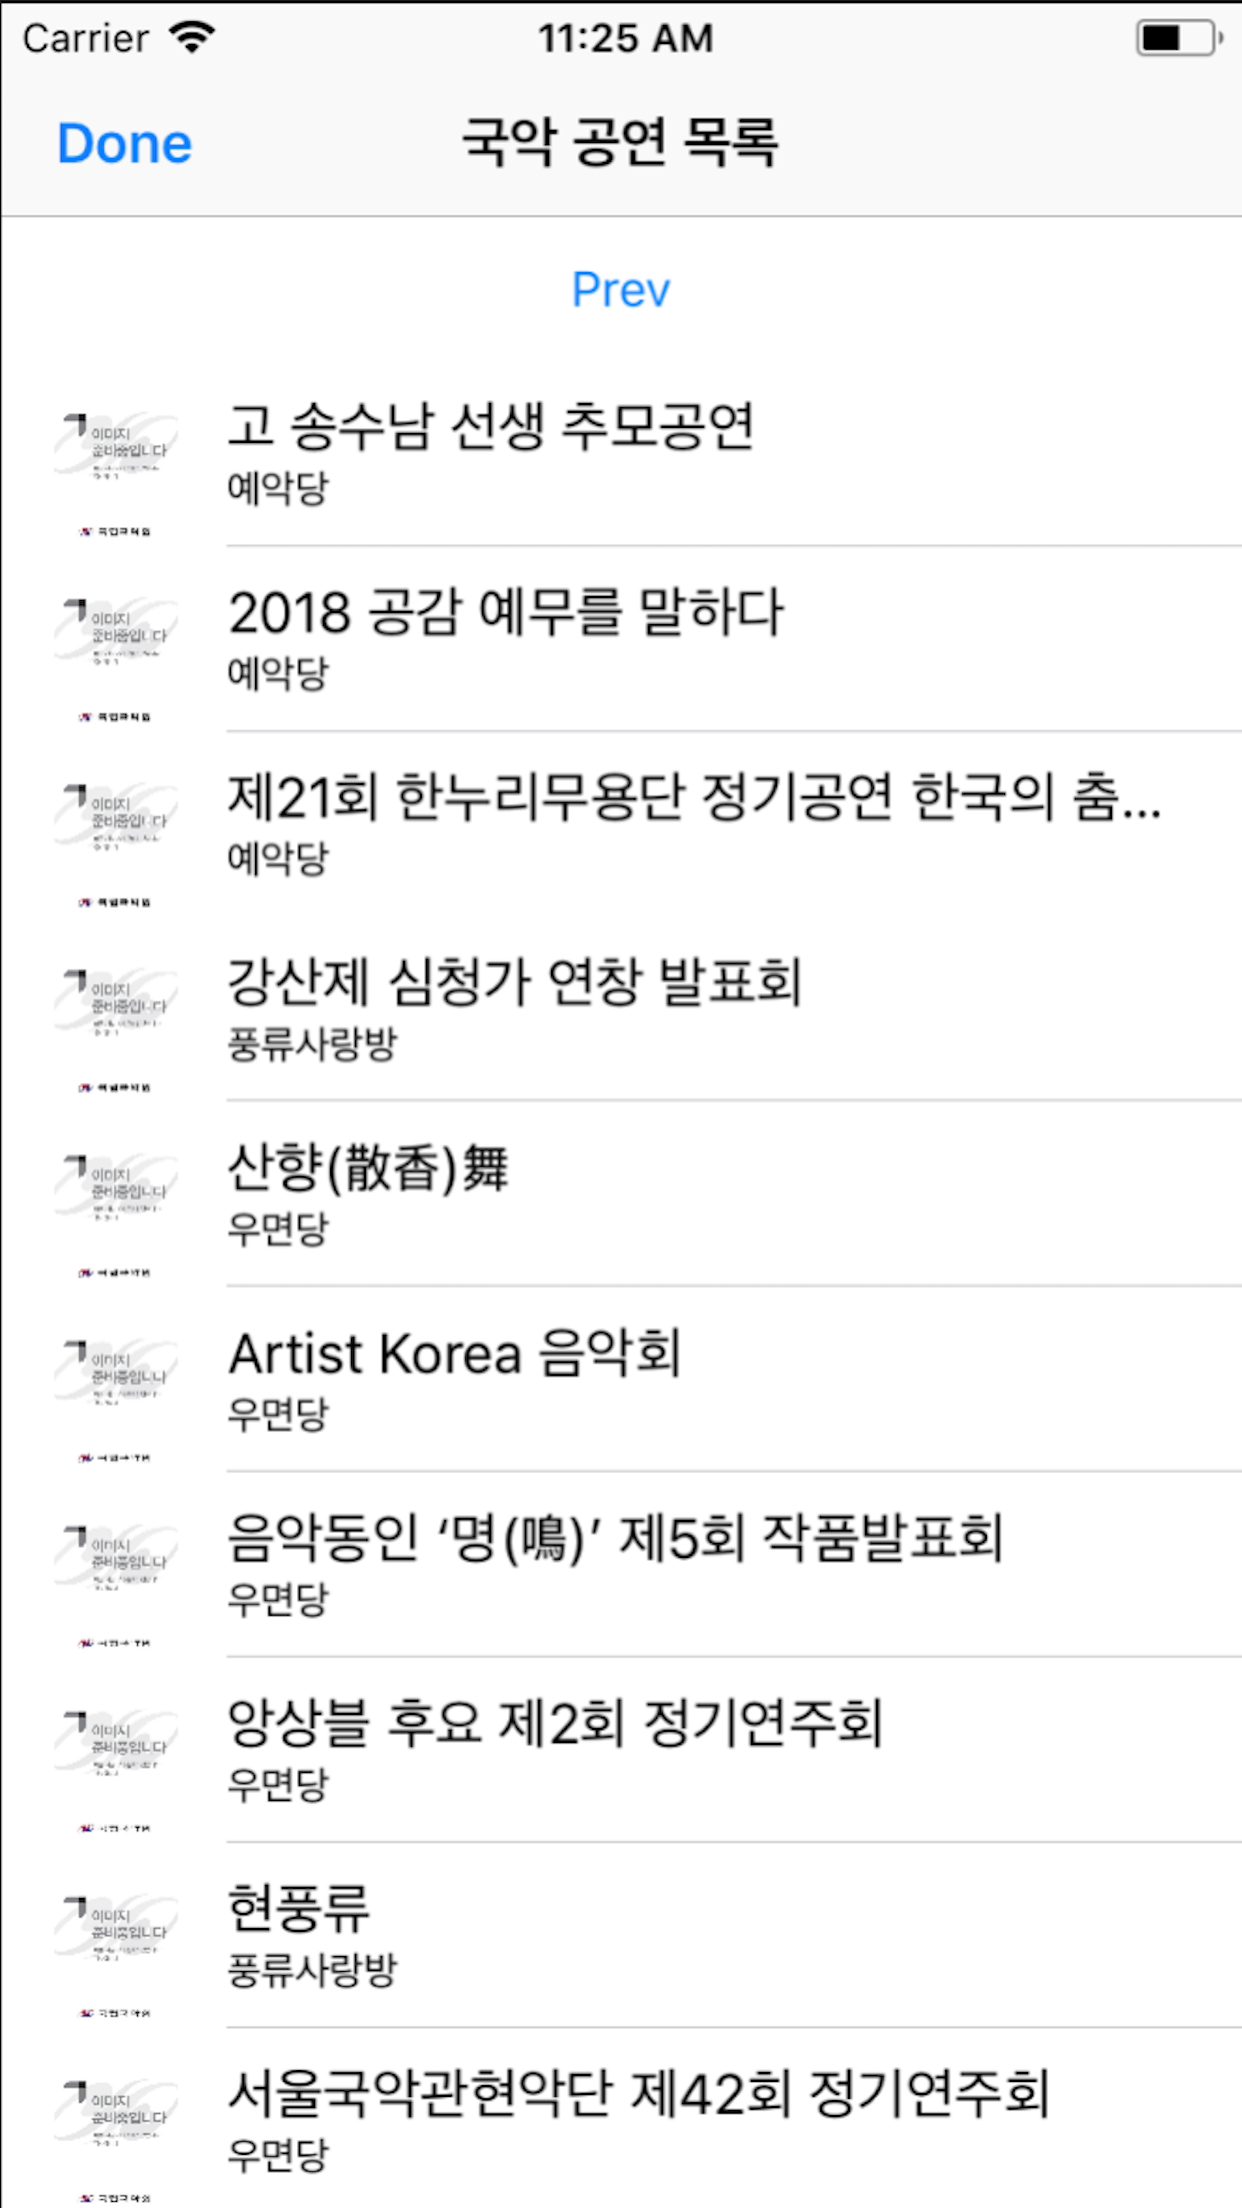 Carrier 11:25 AM
Done 국악 공연 목록
Prev
이미지
준비중입니다
고 송수남 선생 추모공연
예악당
이미지
준비중입니다
2018 공감 예무를 말하다
예악당
이미지
준비중입니다
제21회 한누리무용단 정기공연 한국의 춤...
예악당
이미지
준비중입니다
강산제 심청가 연창 발표회
풍류사랑방
이미지
준비중입니다
산향(散香)舞
우면당
이미지
준비중입니다
Artist Korea 음악회
우면당
이미지
준비중입니다
음악동인 ‘명(鳴)’ 제5회 작품발표회
우면당
이미지
준비중입니다
앙상블 후요 제2회 정기연주회
우면당
이미지
준비중입니다
현풍류
풍류사랑방
이미지
준비중입니다
서울국악관현악단 제42회 정기연주회
우면당